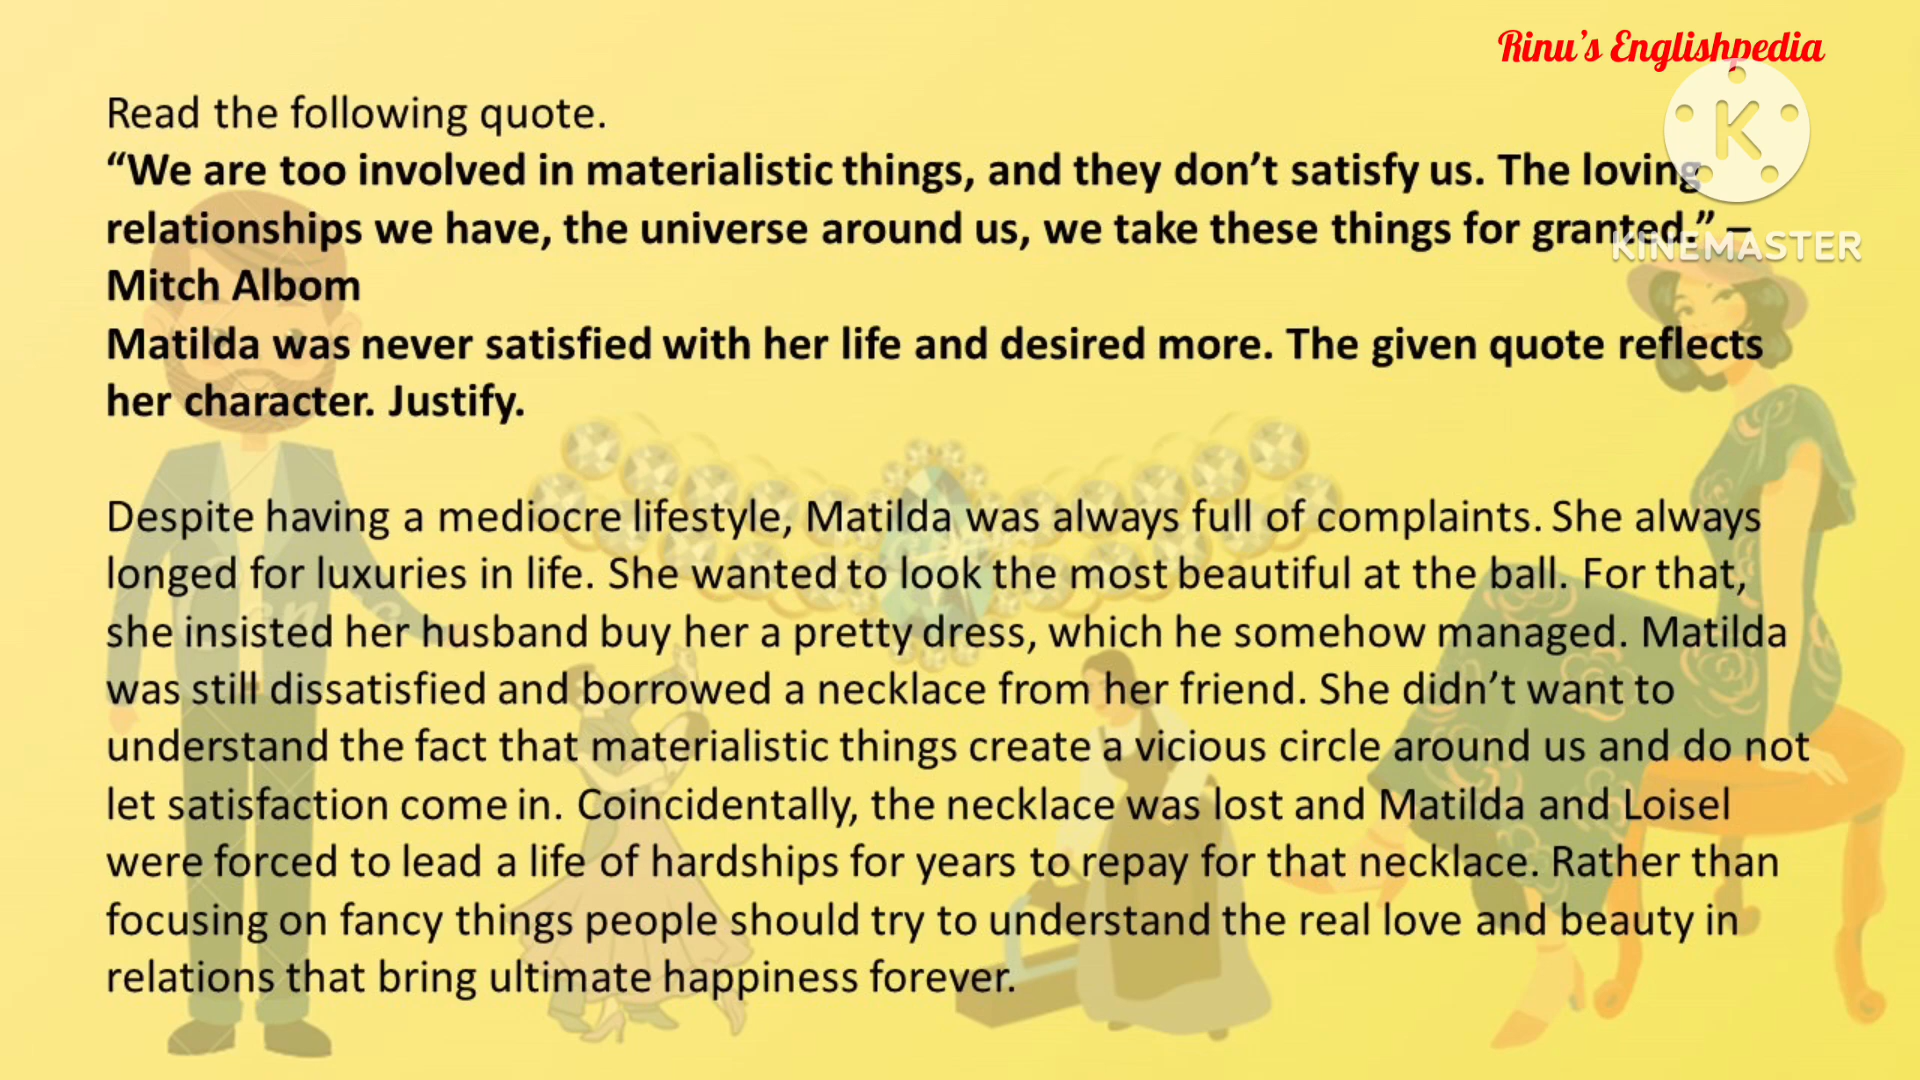 Rinu's Englishpedia
Read the following quote.
“We are too involved in materialistic things, and they don’t satisfy us. The loving
relationships we have, the universe around us, we take these things for granted.” –
Mitch Albom
Matilda was never satisfied with her life and desired more. The given quote reflects
her character. Justify.
Despite having a mediocre lifestyle, Matilda was always full of complaints. She always
longed for luxuries in life. She wanted to look the most beautiful at the ball. For that,
she insisted her husband buy her a pretty dress, which he somehow managed. Matilda
was still dissatisfied and borrowed a necklace from her friend. She didn’t want to
understand the fact that materialistic things create a vicious circle around us and do not
let satisfaction come in. Coincidentally, the necklace was lost and Matilda and Loisel
were forced to lead a life of hardships for years to repay for that necklace. Rather than
focusing on fancy things people should try to understand the real love and beauty in
relations that bring ultimate happiness forever.
K
KINEMASTER